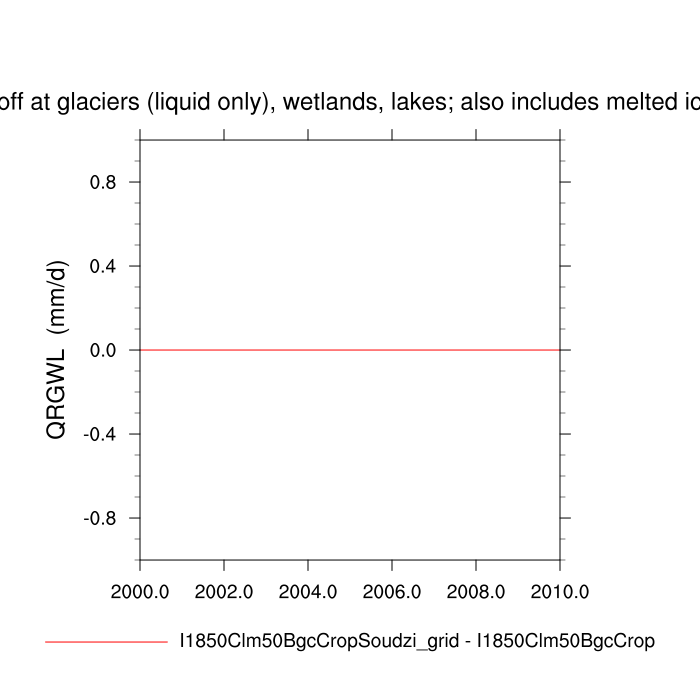 off at glaciers (liquid only), wetlands, lakes; also includes melted ic
0.8
0.4
0.0
-0.4
-0.8
QRGWL (mm/d)
2000.0 2002.0 2004.0 2006.0 2008.0 2010.0
I1850Clm50BgcCropSoudzi_grid - I1850Clm50BgcCrop